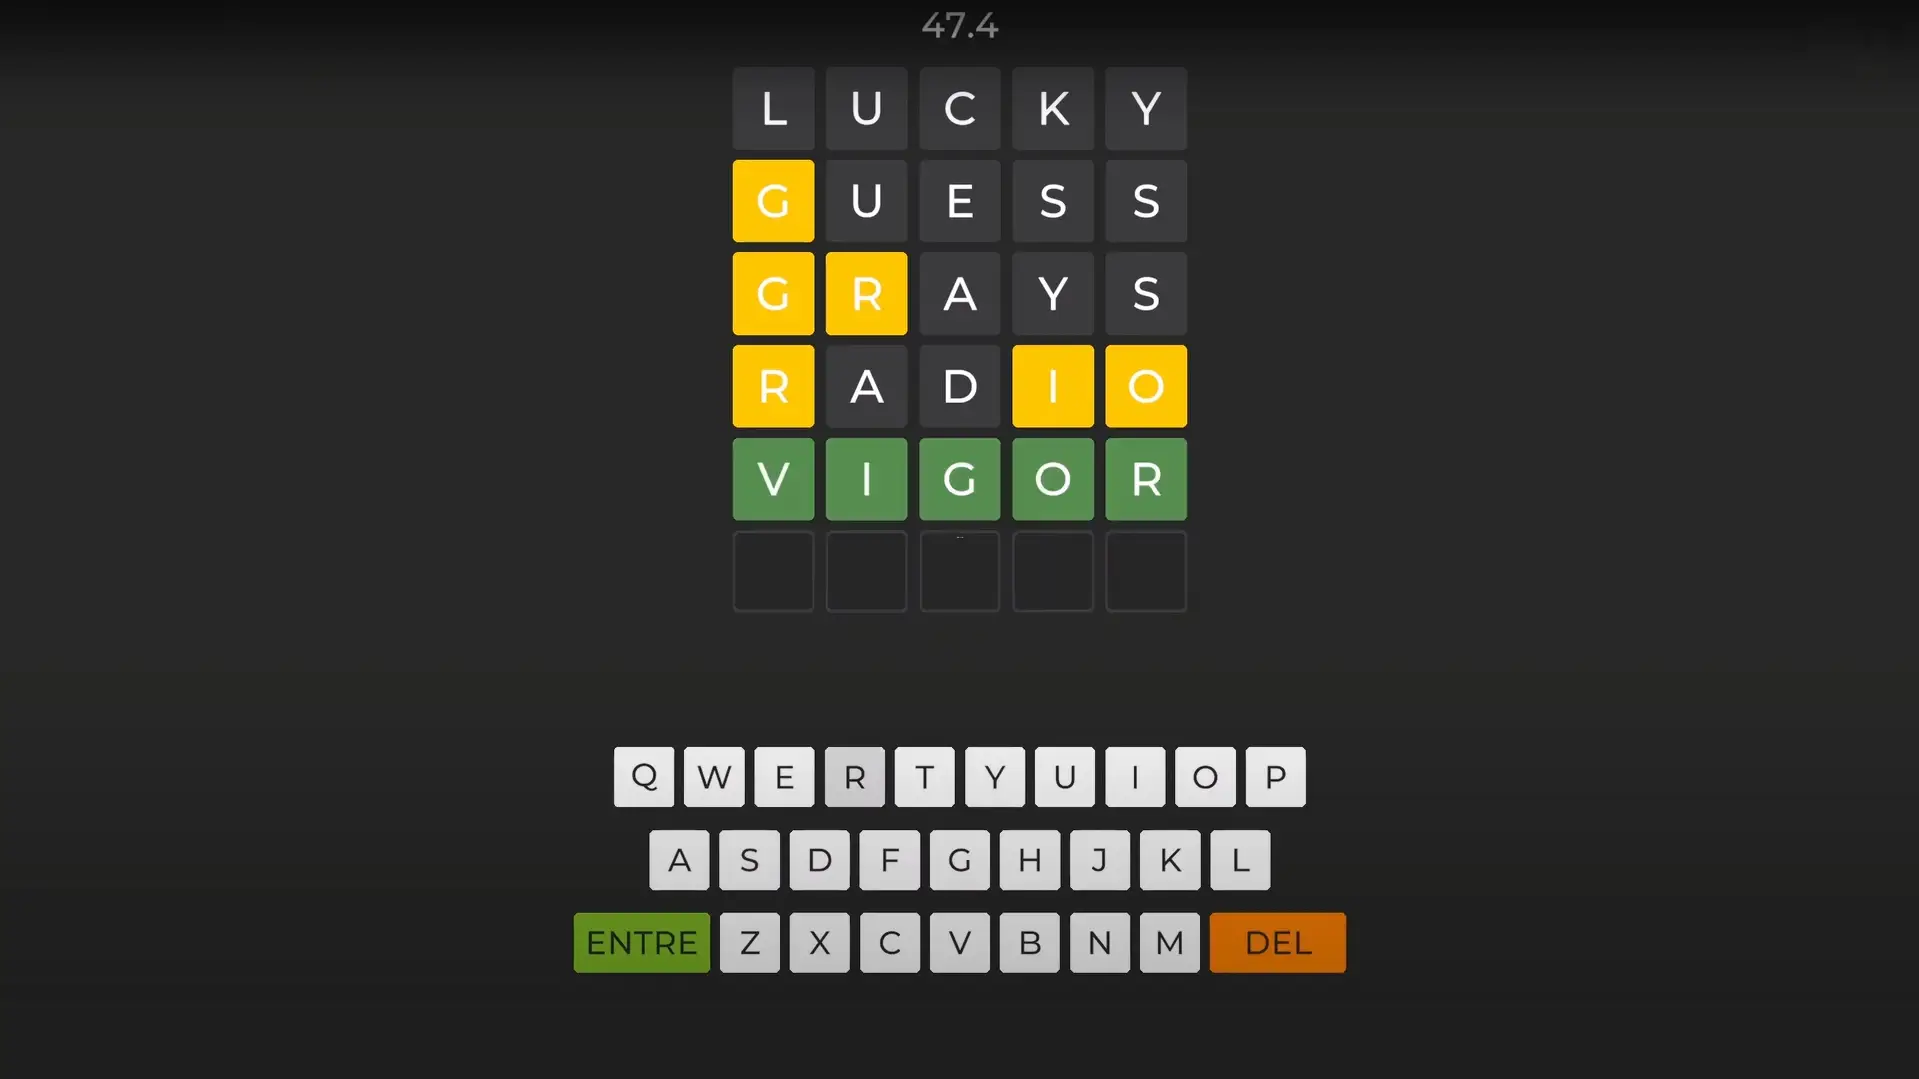 47.4
L U C K Y
G U E S S
G R A Y S
R A D I O
V I G O R
Q W E R T Y U I O P
A S D F G H J K L
ENTRE Z X C V B N M DEL